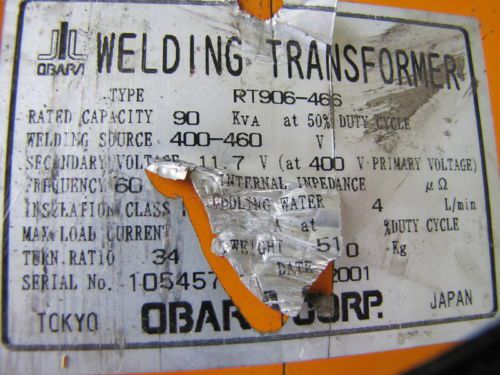 OBARA WELDING TRANSFORMER
TYPE RT906-466
RATED CAPACITY 90 KVA at 50% DUTY CYCLE
WELDING SOURCE 400-460 V
SECONDARY VOLTAGE 11.7 V (at 400 V-PRIMARY VOLTAGE)
FREQUENCY 60 INTERNAL IMPEDANCE μΩ
INSULATION CLASS COOLING WATER 4 L/min
MAX LOAD CURRENT A at %DUTY CYCLE
TURN RATIO 34 WEIGHT 51 0 Kg
SERIAL No. 105457 DATE 2001
TOKYO OBARA CORP. JAPAN